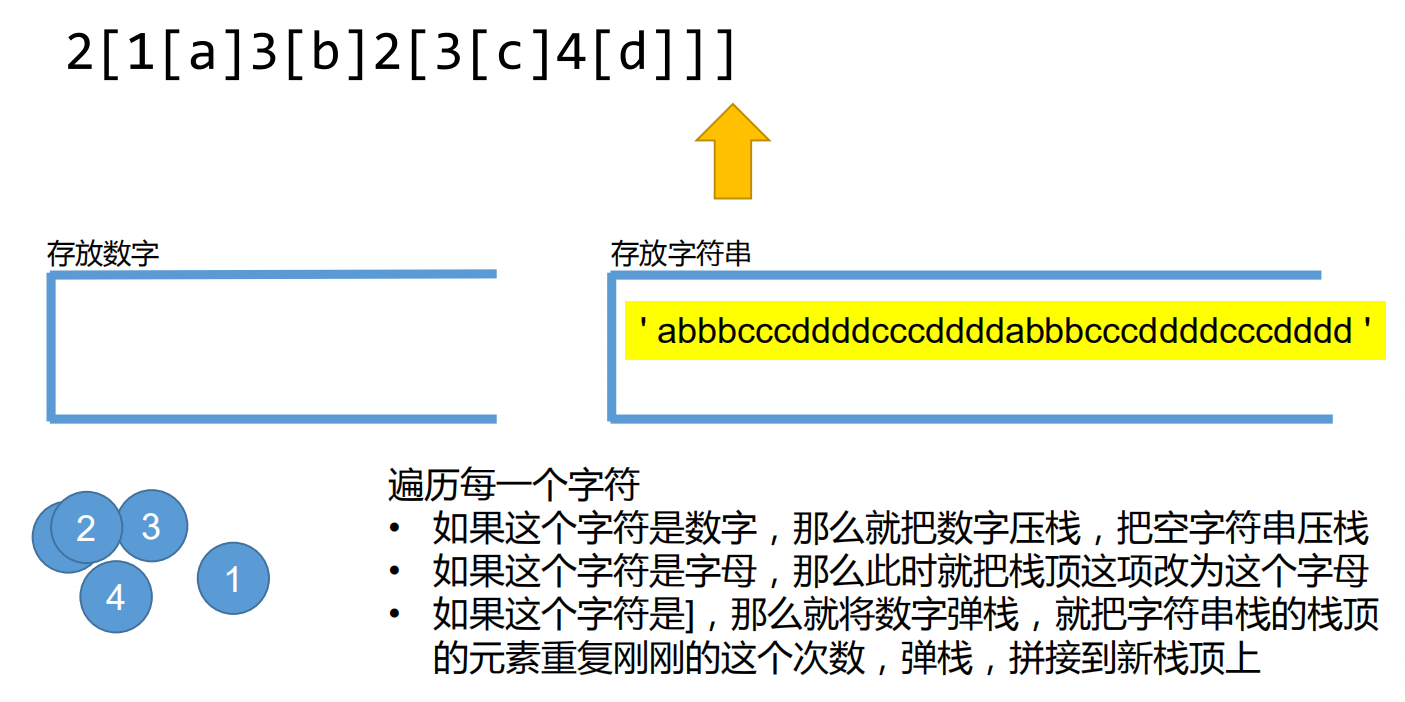 2[1[a]3[b]2[3[c]4[d]]]
存放数字
存放字符串
' abbbcccddddcccddddabbbcccddddcccdddd '
遍历每一个字符
• 如果这个字符是数字，那么就把数字压栈，把空字符串压栈
• 如果这个字符是字母，那么此时就把栈顶这项改为这个字母
• 如果这个字符是]，那么就将数字弹栈，就把字符串栈的栈顶
的元素重复刚刚的这个次数，弹栈，拼接到新栈顶上
2
3
4
1